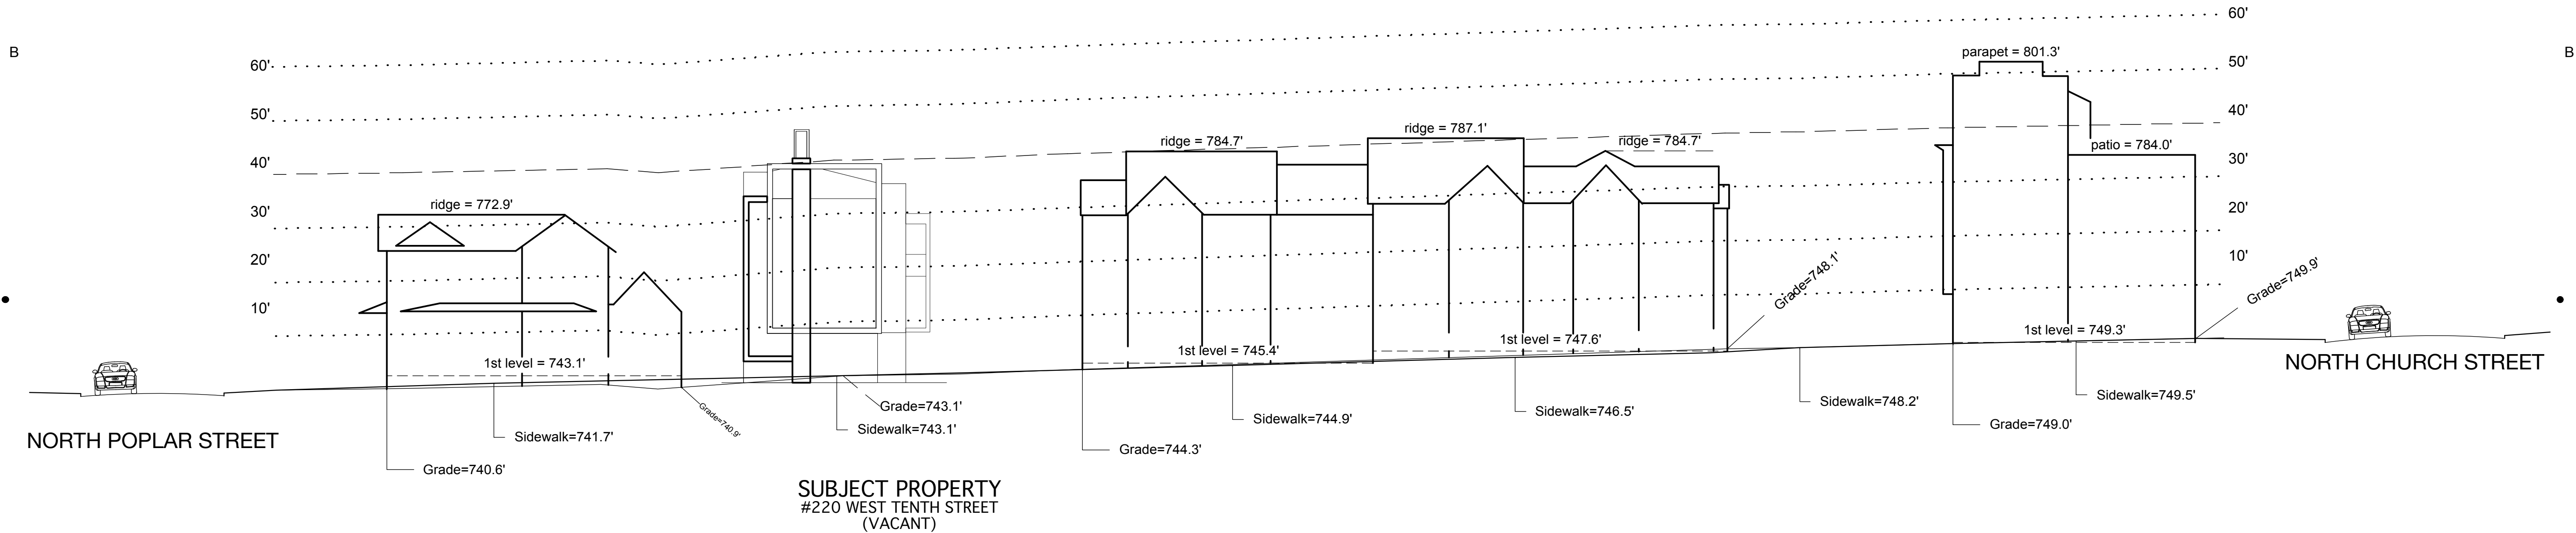 B
B
60'
50'
40'
30'
20'
10'
60'
50'
40'
30'
20'
10'
ridge = 772.9'
ridge = 784.7'
ridge = 787.1'
ridge = 784.7'
parapet = 801.3'
patio = 784.0'
1st level = 743.1'
1st level = 745.4'
1st level = 747.6'
1st level = 749.3'
Grade=748.1'
Grade=749.9'
Grade=740.9'
Grade=743.1'
Sidewalk=741.7'
Sidewalk=743.1'
Sidewalk=744.9'
Sidewalk=746.5'
Sidewalk=748.2'
Sidewalk=749.5'
Grade=740.6'
Grade=744.3'
Grade=749.0'
NORTH POPLAR STREET
NORTH CHURCH STREET
SUBJECT PROPERTY
#220 WEST TENTH STREET
(VACANT)